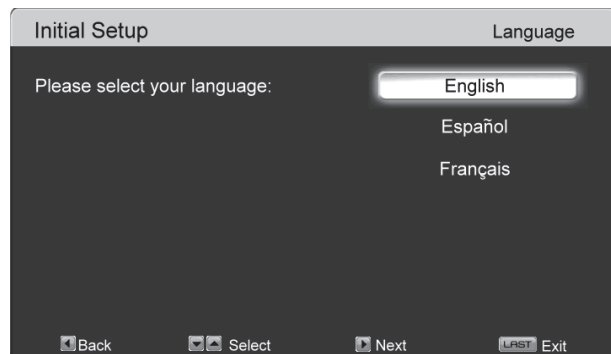 Initial Setup Language
Please select your language: English
Español
Français
Back Select Next LAST Exit